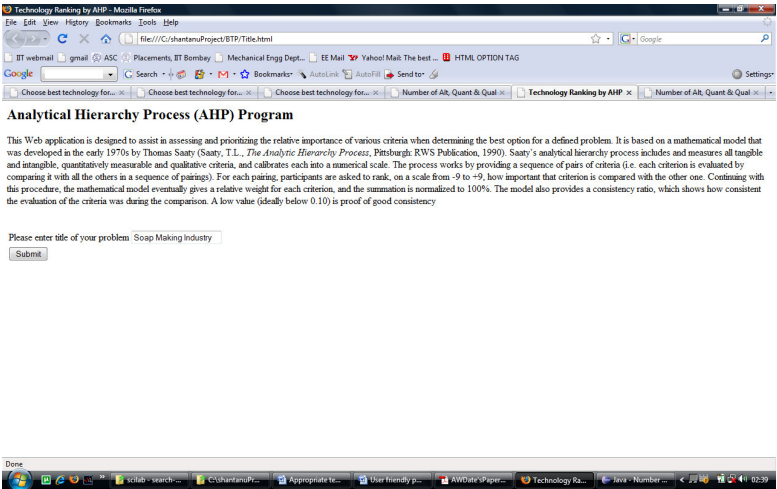 Technology Ranking by AHP - Mozilla Firefox
File Edit View History Bookmarks Tools Help
file:///C:/shantanuProject/BTP/Title.html
Google
IIT webmail gmail ASC Placements, IIT Bombay Mechanical Engg Dept... EE Mail Yahoo! Mail: The best ... HTML OPTION TAG
Google Search Bookmarks AutoLink AutoFill Send to Settings
Choose best technology for... Choose best technology for... Choose best technology for... Number of Alt, Quant & Qual Technology Ranking by AHP Number of Alt, Quant & Qual
Analytical Hierarchy Process (AHP) Program
This Web application is designed to assist in assessing and prioritizing the relative importance of various criteria when determining the best option for a defined problem. It is based on a mathematical model that
was developed in the early 1970s by Thomas Saaty (Saaty, T.L., The Analytic Hierarchy Process, Pittsburgh: RWS Publication, 1990). Saaty's analytical hierarchy process includes and measures all tangible
and intangible, quantitatively measurable and qualitative criteria, and calibrates each into a numerical scale. The process works by providing a sequence of pairs of criteria (i.e. each criterion is evaluated by
comparing it with all the others in a sequence of pairings). For each pairing, participants are asked to rank, on a scale from -9 to +9, how important that criterion is compared with the other one. Continuing with
this procedure, the mathematical model eventually gives a relative weight for each criterion, and the summation is normalized to 100%. The model also provides a consistency ratio, which shows how consistent
the evaluation of the criteria was during the comparison. A low value (ideally below 0.10) is proof of good consistency
Please enter title of your problem Soap Making Industry
Submit
Done
scilab - search-... C:\shantanuPr... Appropriate te... User friendly p... AWDate'sPaper... Technology Ra... Java - Number ... 02:39